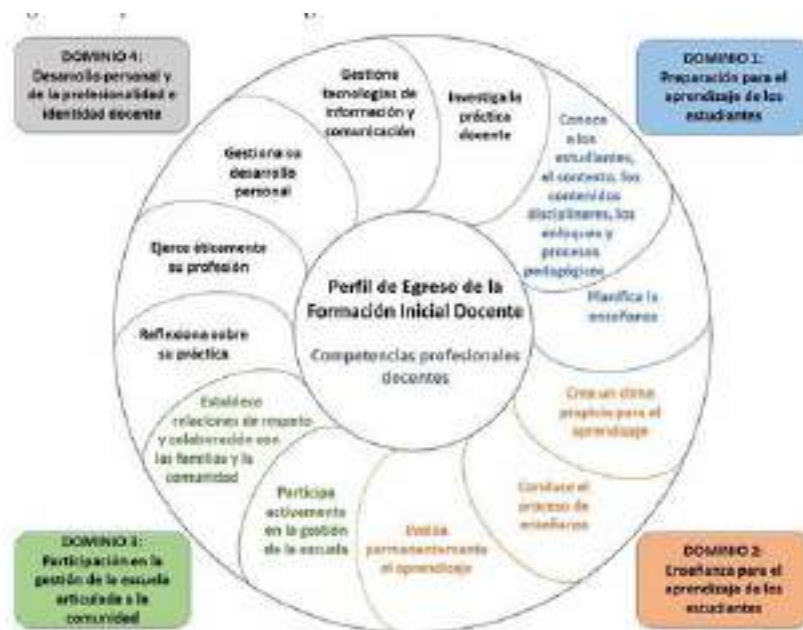 DOMINIO 4:
Desarrollo personal y
de la profesionalidad e
identidad docente
DOMINIO 1:
Preparación para el
aprendizaje de los
estudiantes
Gestiona
tecnologías de
información y
comunicación
Investiga la
práctica
docente
Conoce
a los
estudiantes,
el contexto, los
contenidos
disciplinares, los
enfoques y
procesos
pedagógicos
Gestiona su
desarrollo
personal
Ejerce éticamente
su profesión
Reflexiona sobre
su práctica
Perfil de Egreso de la
Formación Inicial Docente
Competencias profesionales
docentes
Planifica la
enseñanza
Crea un clima
propicio para el
aprendizaje
Conduce el
proceso de
enseñanza
Evalúa
permanentemente
el aprendizaje
Participa
activamente
en la gestión
de la escuela
Establece
relaciones de respeto
y colaboración con
las familias y la
comunidad
DOMINIO 3:
Participación en la
gestión de la escuela
articulada a la
comunidad
DOMINIO 2:
Enseñanza para el
aprendizaje de los
estudiantes